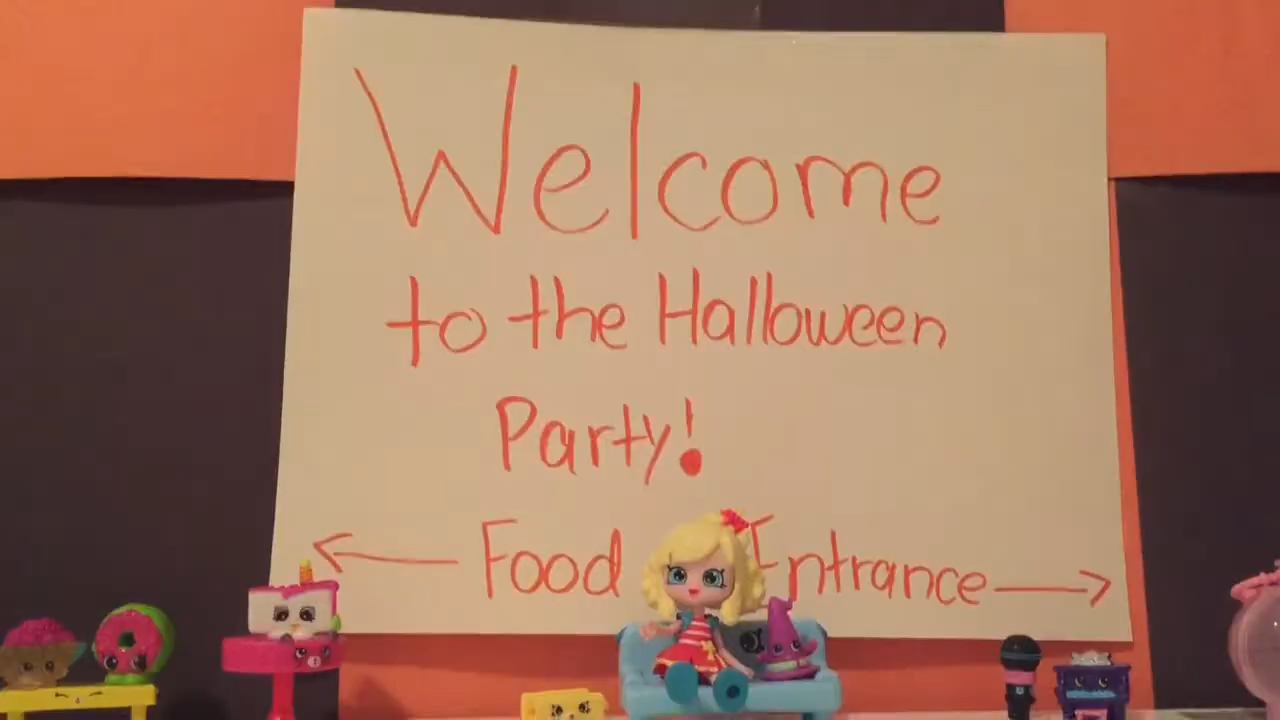 Welcome
to the Halloween
Party!
← Food Entrance →